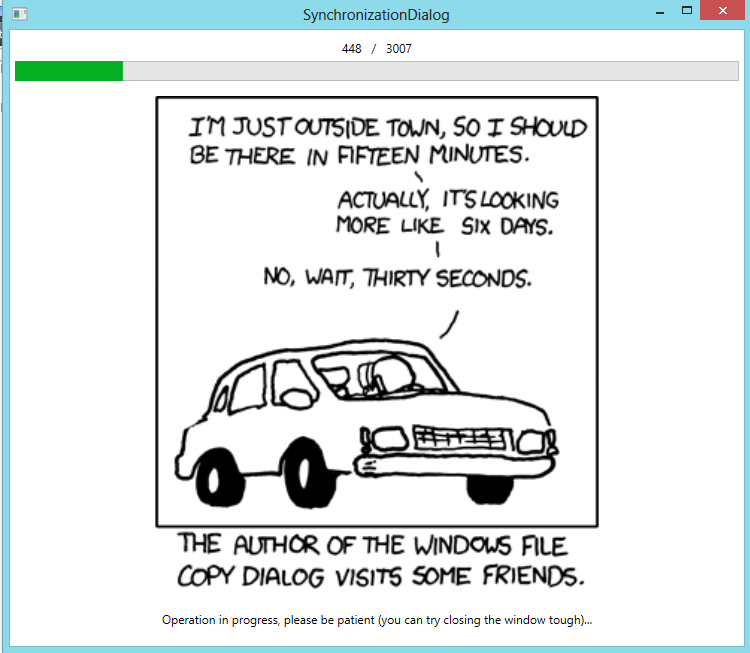 SynchronizationDialog
448 / 3007
I'M JUST OUTSIDE TOWN, SO I SHOULD
BE THERE IN FIFTEEN MINUTES.
ACTUALLY, IT'S LOOKING
MORE LIKE SIX DAYS.
NO, WAIT, THIRTY SECONDS.
THE AUTHOR OF THE WINDOWS FILE
COPY DIALOG VISITS SOME FRIENDS.
Operation in progress, please be patient (you can try closing the window tough)...